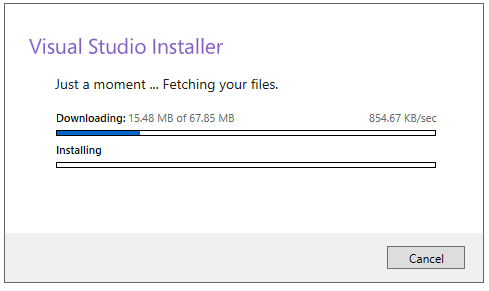 Visual Studio Installer
Just a moment ... Fetching your files.
Downloading: 15.48 MB of 67.85 MB 854.67 KB/sec
Installing
Cancel